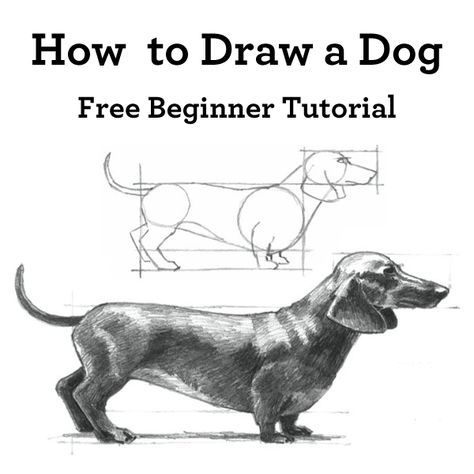 How to Draw a Dog
Free Beginner Tutorial